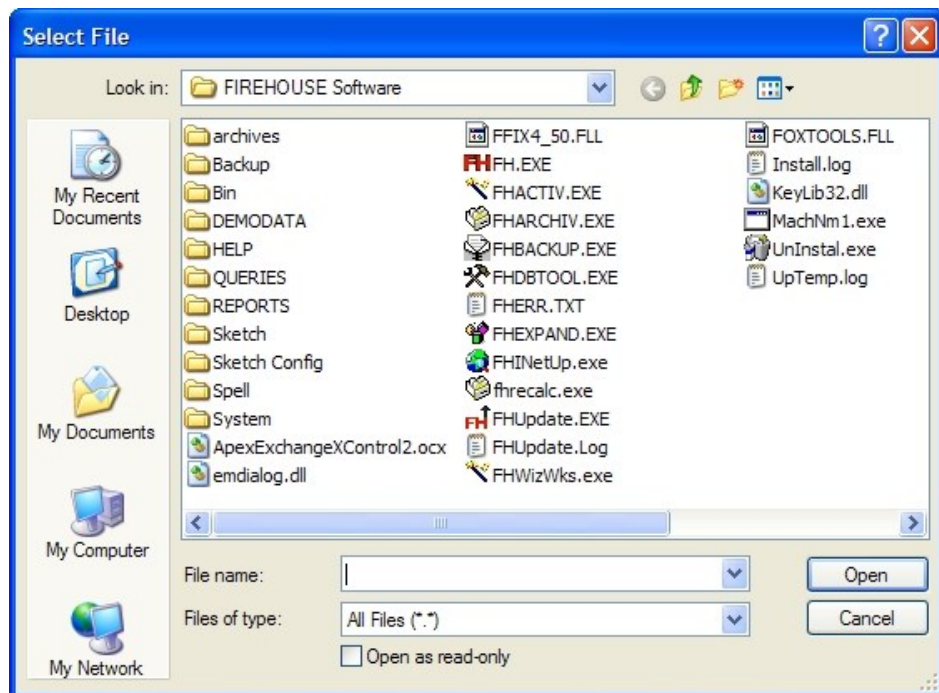 Select File
Look in: FIREHOUSE Software
My Recent
Documents
Desktop
My Documents
My Computer
My Network
archives
Backup
Bin
DEMODATA
HELP
QUERIES
REPORTS
Sketch
Sketch Config
Spell
System
ApexExchangeXControl2.ocx
emdialog.dll
FFIX4_50.FLL
FH FH.EXE
FHACTIV.EXE
FHARCHIV.EXE
FHBACKUP.EXE
FHDBTOOL.EXE
FHERR.TXT
FHEXPAND.EXE
FHINetUp.exe
fhrecalc.exe
FH FHUpdate.EXE
FHUpdate.Log
FHWizWks.exe
FOXTOOLS.FLL
Install.log
KeyLib32.dll
MachNm1.exe
UnInstal.exe
UpTemp.log
File name:
Open
Files of type: All Files (*.*)
Cancel
Open as read-only